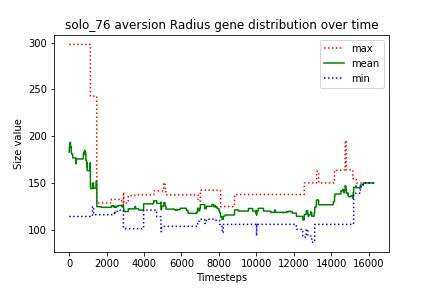 solo_76 aversion Radius gene distribution over time
max
mean
min
Size value
300
250
200
150
100
0 2000 4000 6000 8000 10000 12000 14000 16000
Timesteps